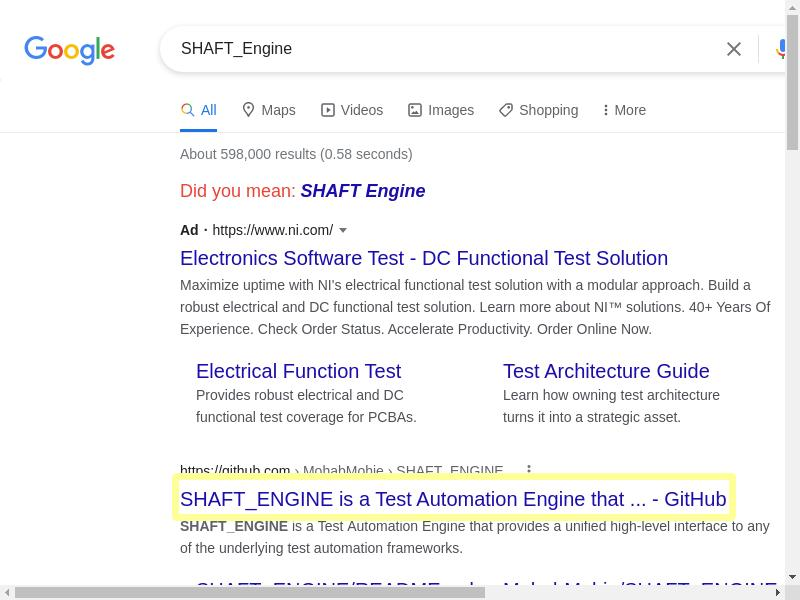 Google
SHAFT_Engine
All Maps Videos Images Shopping More
About 598,000 results (0.58 seconds)
Did you mean: SHAFT Engine
Ad · https://www.ni.com/
Electronics Software Test - DC Functional Test Solution
Maximize uptime with NI's electrical functional test solution with a modular approach. Build a
robust electrical and DC functional test solution. Learn more about NI™ solutions. 40+ Years Of
Experience. Check Order Status. Accelerate Productivity. Order Online Now.
Electrical Function Test
Provides robust electrical and DC
functional test coverage for PCBAs.
Test Architecture Guide
Learn how owning test architecture
turns it into a strategic asset.
https://github.com › MohabMohie › SHAFT_ENGINE
SHAFT_ENGINE is a Test Automation Engine that ... - GitHub
SHAFT_ENGINE is a Test Automation Engine that provides a unified high-level interface to any
of the underlying test automation frameworks.